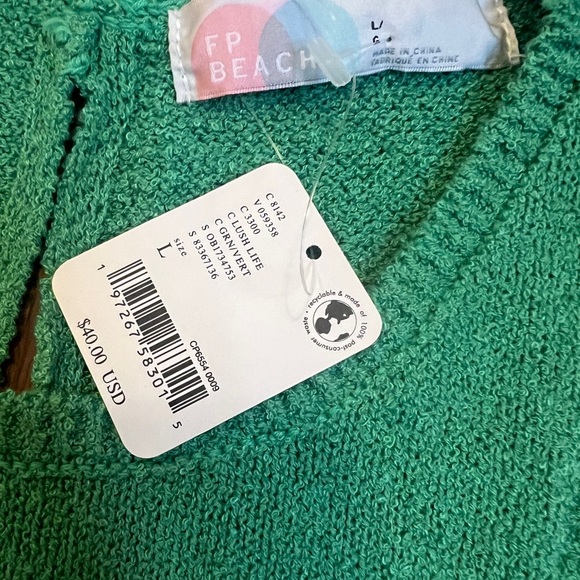 FP
BEACH
L/
G
MADE IN CHINA
FABRIQUE EN CHINE
C 8142
V 059358
C 3300
C LUSH LIFE
C GRN/VERT
S OB1734753
S 83367136
size
L
1 97267 58301 5
CP6554 0009
$40.00 USD
• recyclable & made of 100% post-consumer waste